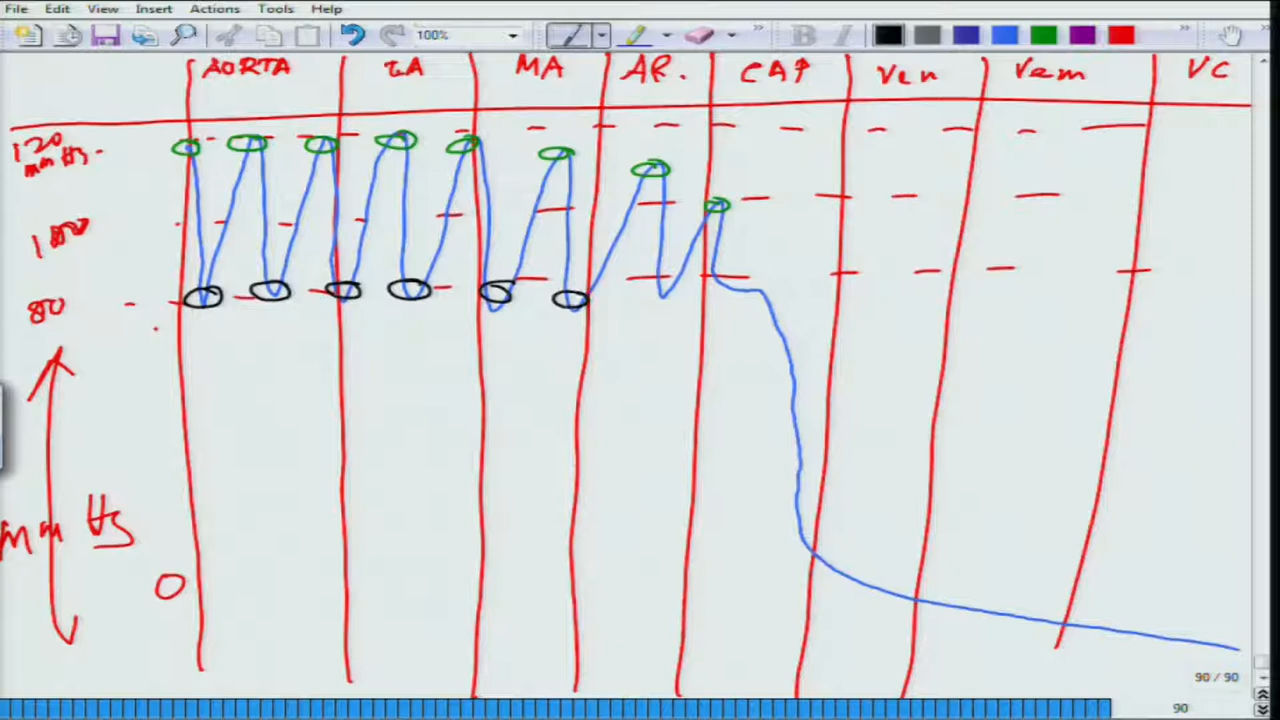 File Edit View Insert Actions Tools Help
100% B I
AORTA LA MA AR. CAP Ven Vem VC
120
mm Hg
100
80
mm Hg
0
90 / 90
90